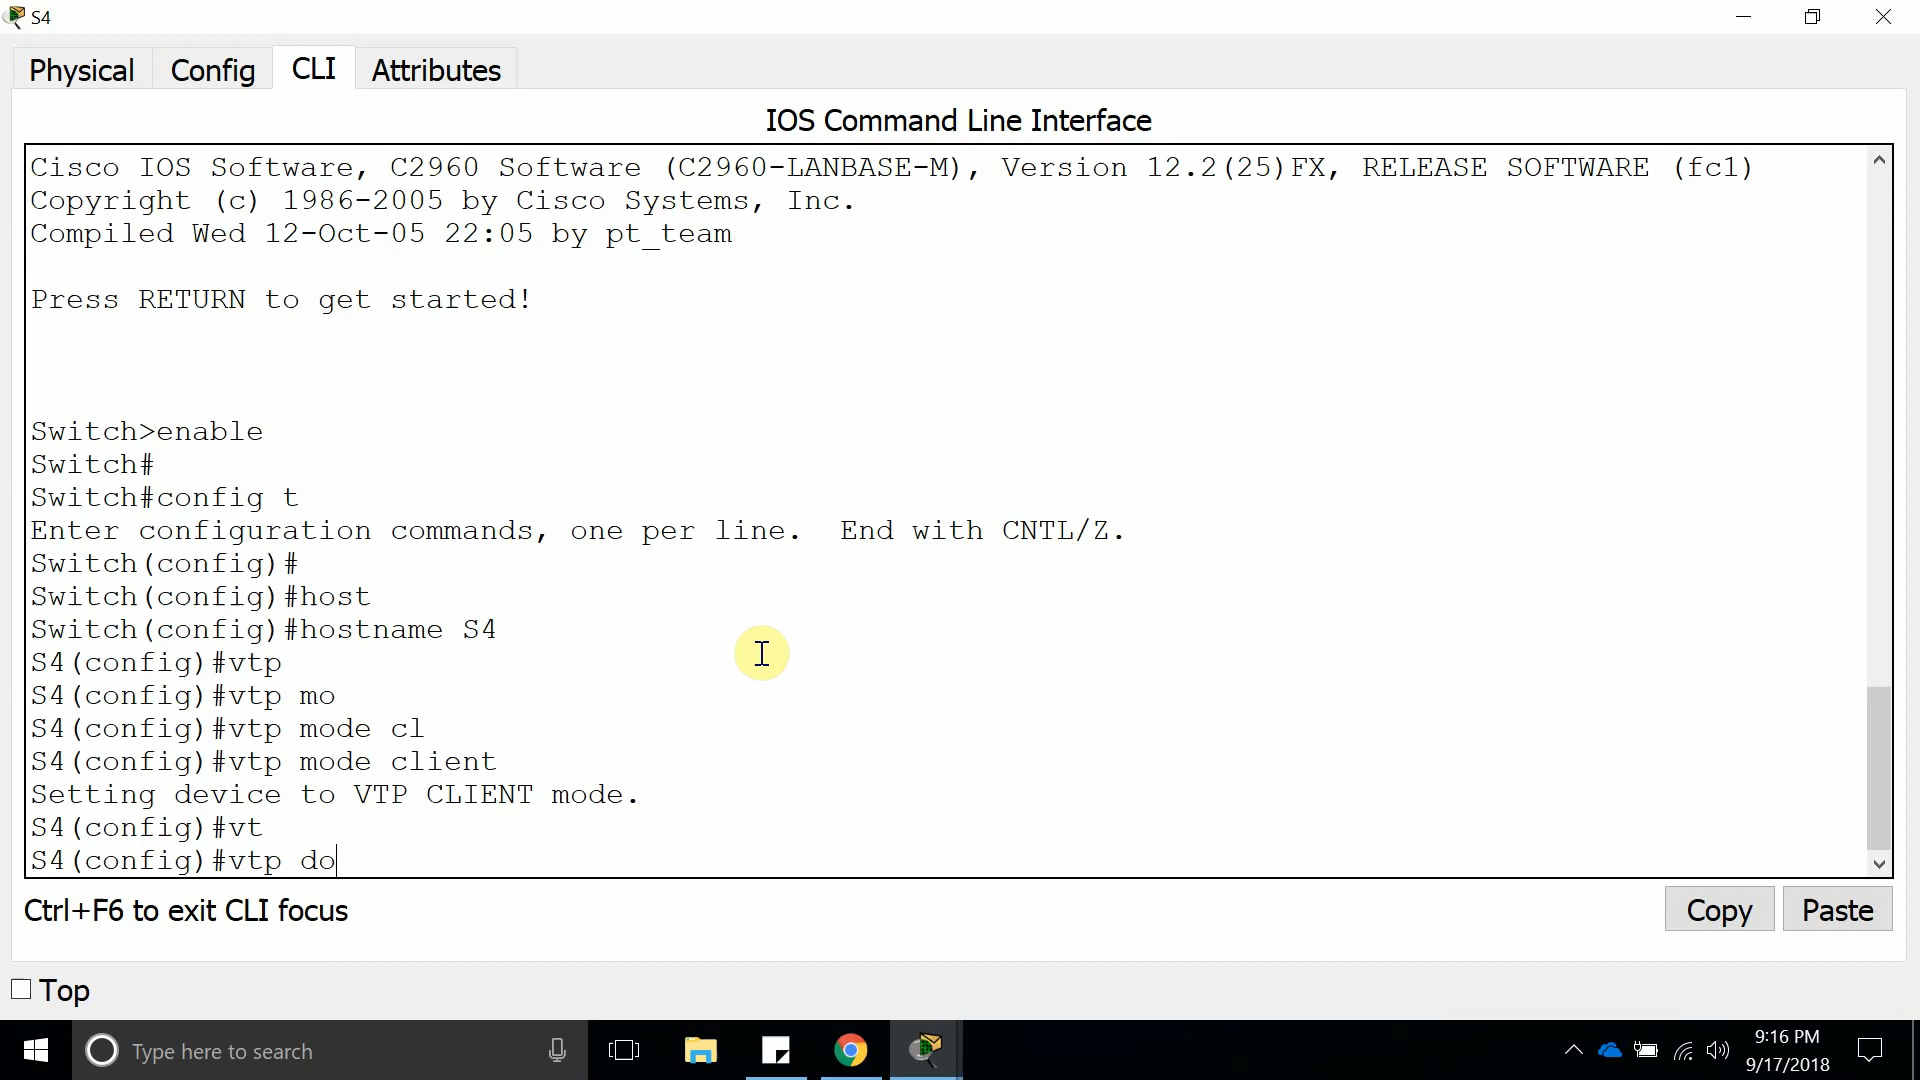 S4
Physical Config CLI Attributes
IOS Command Line Interface
Cisco IOS Software, C2960 Software (C2960-LANBASE-M), Version 12.2(25)FX, RELEASE SOFTWARE (fc1)
Copyright (c) 1986-2005 by Cisco Systems, Inc.
Compiled Wed 12-Oct-05 22:05 by pt_team
Press RETURN to get started!
Switch>enable
Switch#
Switch#config t
Enter configuration commands, one per line.  End with CNTL/Z.
Switch(config)#
Switch(config)#host
Switch(config)#hostname S4
S4(config)#vtp
S4(config)#vtp mo
S4(config)#vtp mode cl
S4(config)#vtp mode client
Setting device to VTP CLIENT mode.
S4(config)#vt
S4(config)#vtp do
Ctrl+F6 to exit CLI focus
Copy Paste
Top
Type here to search
9:16 PM
9/17/2018